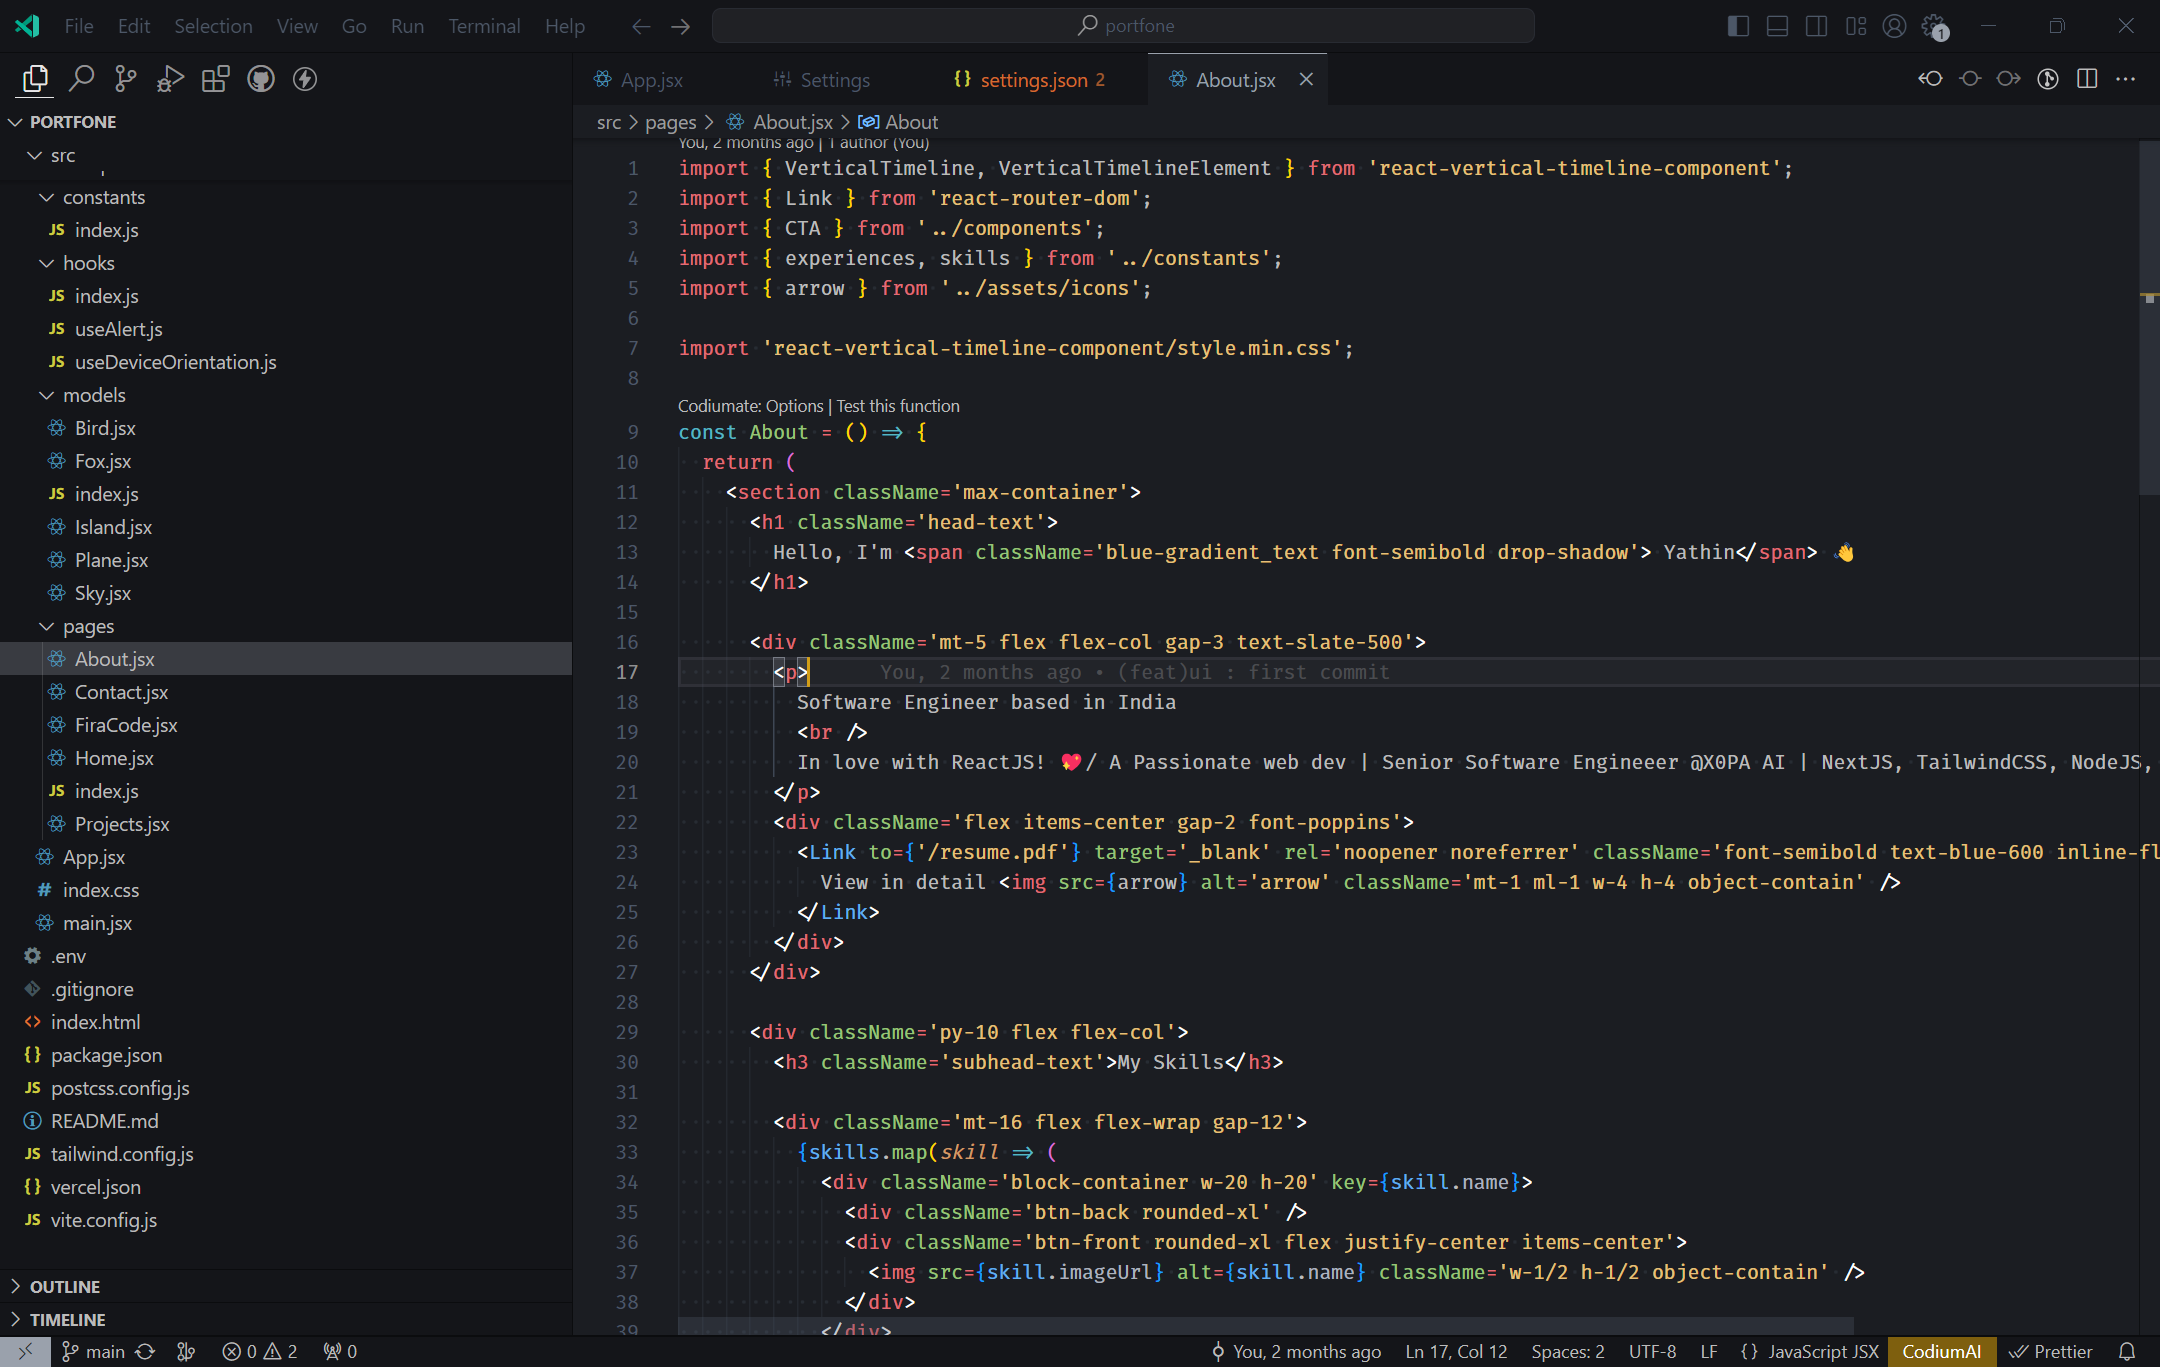 File Edit Selection View Go Run Terminal Help
portfone
1
App.jsx
Settings
settings.json 2
About.jsx
PORTFONE
src
constants
index.js
hooks
index.js
useAlert.js
useDeviceOrientation.js
models
Bird.jsx
Fox.jsx
index.js
Island.jsx
Plane.jsx
Sky.jsx
pages
About.jsx
Contact.jsx
FiraCode.jsx
Home.jsx
index.js
Projects.jsx
App.jsx
index.css
main.jsx
.env
.gitignore
index.html
package.json
postcss.config.js
README.md
tailwind.config.js
vercel.json
vite.config.js
OUTLINE
TIMELINE
src > pages > About.jsx > About
You, 2 months ago | 1 author (You)
1 import { VerticalTimeline, VerticalTimelineElement } from 'react-vertical-timeline-component';
2 import { Link } from 'react-router-dom';
3 import { CTA } from '../components';
4 import { experiences, skills } from '../constants';
5 import { arrow } from '../assets/icons';
6
7 import 'react-vertical-timeline-component/style.min.css';
8
Codiumate: Options | Test this function
9 const About = () => {
10 return (
11 <section className='max-container'>
12 <h1 className='head-text'>
13 Hello, I'm <span className='blue-gradient_text font-semibold drop-shadow'> Yathin</span> 👋
14 </h1>
15
16 <div className='mt-5 flex flex-col gap-3 text-slate-500'>
17 <p> You, 2 months ago • (feat)ui : first commit
18 Software Engineer based in India
19 <br />
20 In love with ReactJS! 💖/ A Passionate web dev | Senior Software Engineeer @X0PA AI | NextJS, TailwindCSS, NodeJS,
21 </p>
22 <div className='flex items-center gap-2 font-poppins'>
23 <Link to={'/resume.pdf'} target='_blank' rel='noopener noreferrer' className='font-semibold text-blue-600 inline-fl
24 View in detail <img src={arrow} alt='arrow' className='mt-1 ml-1 w-4 h-4 object-contain' />
25 </Link>
26 </div>
27 </div>
28
29 <div className='py-10 flex flex-col'>
30 <h3 className='subhead-text'>My Skills</h3>
31
32 <div className='mt-16 flex flex-wrap gap-12'>
33 {skills.map(skill => (
34 <div className='block-container w-20 h-20' key={skill.name}>
35 <div className='btn-back rounded-xl' />
36 <div className='btn-front rounded-xl flex justify-center items-center'>
37 <img src={skill.imageUrl} alt={skill.name} className='w-1/2 h-1/2 object-contain' />
38 </div>
39 </div>
main 0 2 0
You, 2 months ago Ln 17, Col 12 Spaces: 2 UTF-8 LF {} JavaScript JSX CodiumAI Prettier